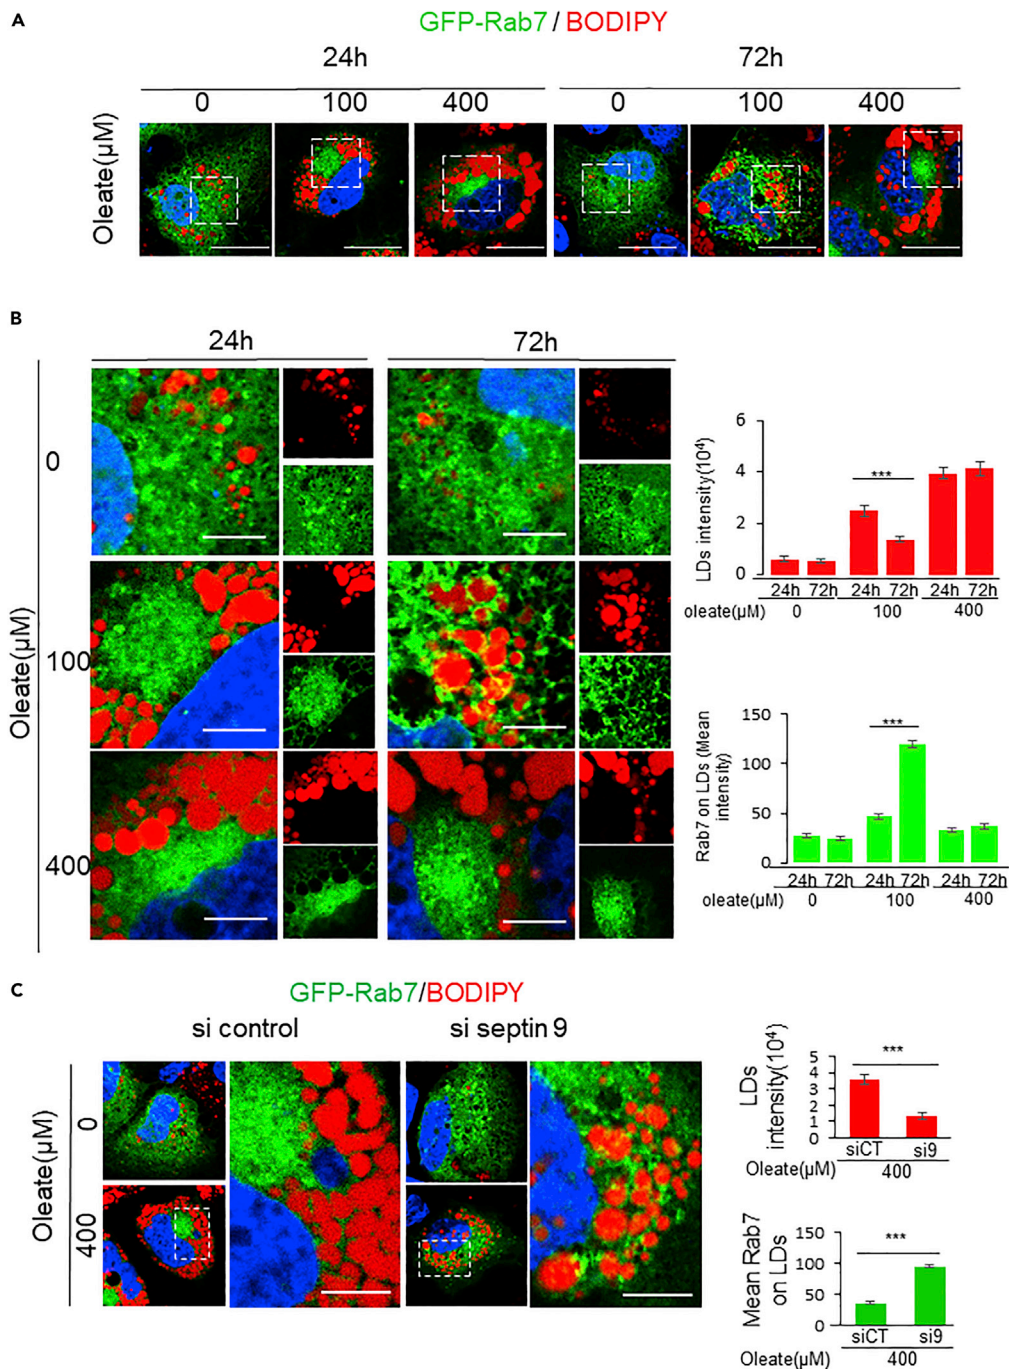 A
GFP-Rab7 / BODIPY
24h 72h
0 100 400 0 100 400
Oleate(µM)
B
24h 72h
0
100
400
Oleate(µM)
6
4
2
0
LDs intensity(10⁴)
***
24h 72h 24h 72h 24h 72h
oleate(µM) 0 100 400
150
100
50
0
Rab7 on LDs (Mean
intensity)
***
24h 72h 24h 72h 24h 72h
oleate(µM) 0 100 400
C
GFP-Rab7/BODIPY
si control si septin 9
0
400
Oleate(µM)
LDs
intensity(10⁴)
5
4
3
2
1
0
***
siCT si9
Oleate(µM) 400
Mean Rab7
on LDs
150
100
50
0
***
siCT si9
Oleate(µM) 400